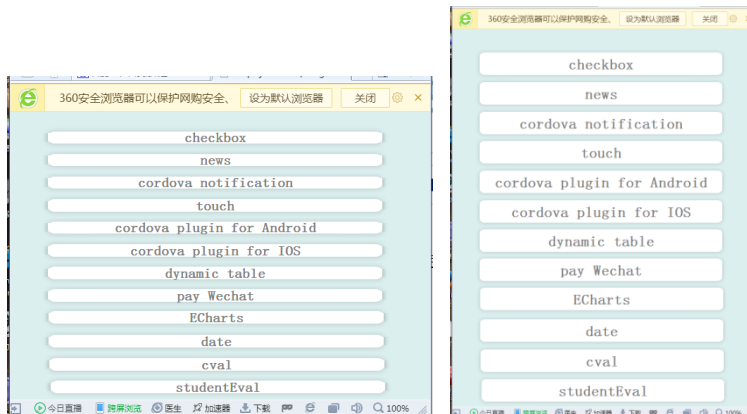 360安全浏览器可以保护网购安全、 设为默认浏览器 关闭
checkbox
news
cordova notification
touch
cordova plugin for Android
cordova plugin for IOS
dynamic table
pay Wechat
ECharts
date
cval
studentEval
今日直播 跨屏浏览 医生 加速器 下载 100%
360安全浏览器可以保护网购安全、 设为默认浏览器 关闭
checkbox
news
cordova notification
touch
cordova plugin for Android
cordova plugin for IOS
dynamic table
pay Wechat
ECharts
date
cval
studentEval